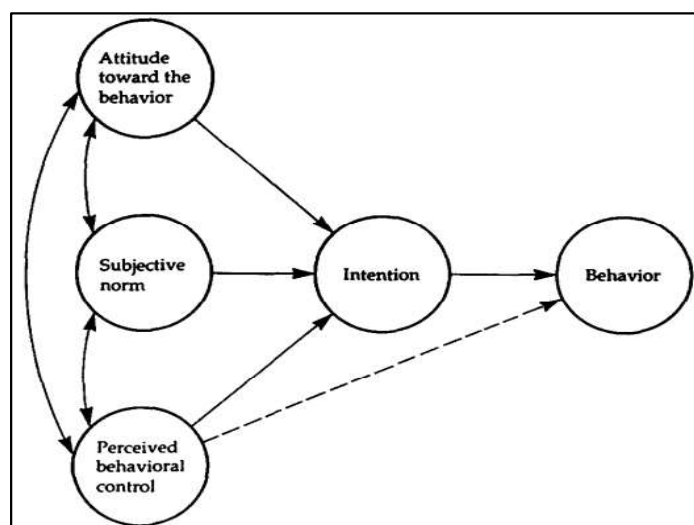 Attitude
toward the
behavior
Subjective
norm
Intention
Behavior
Perceived
behavioral
control